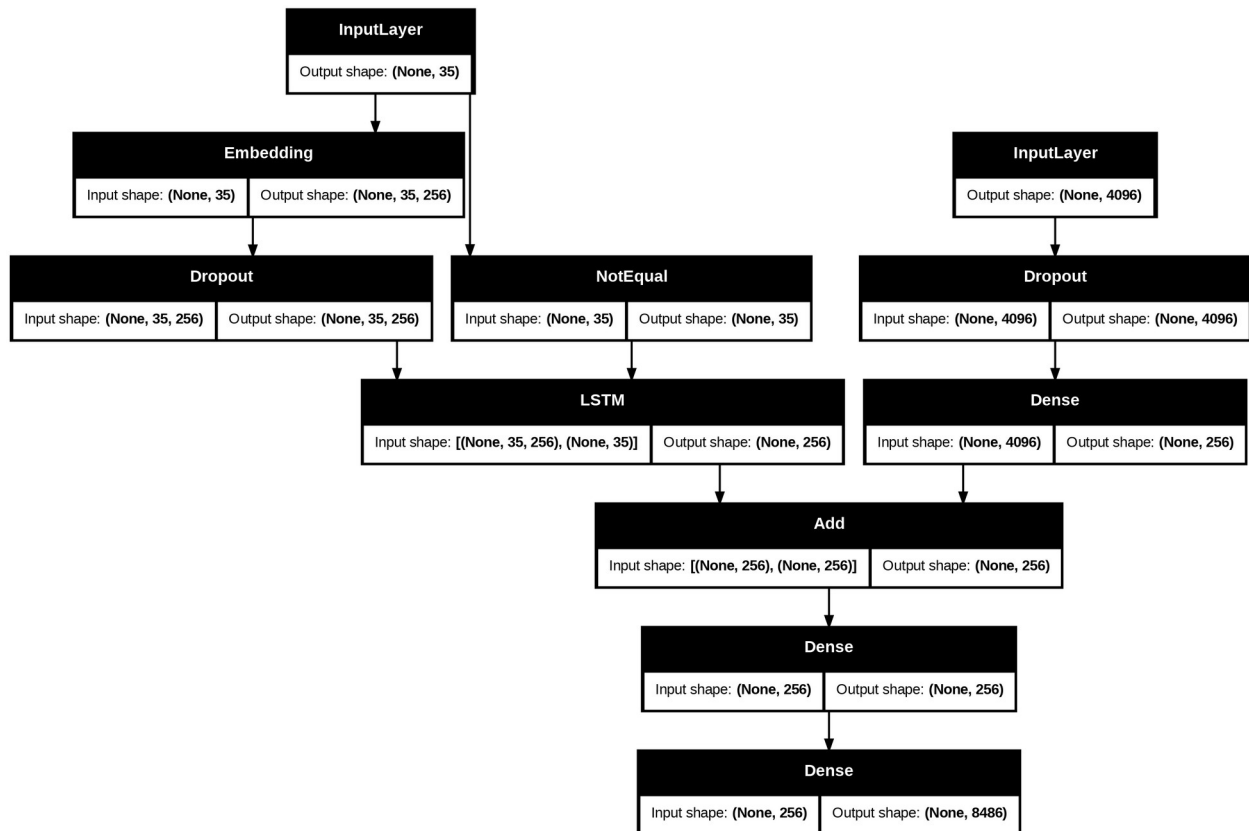 InputLayer
Output shape: (None, 35)
Embedding
Input shape: (None, 35) Output shape: (None, 35, 256)
InputLayer
Output shape: (None, 4096)
Dropout
Input shape: (None, 35, 256) Output shape: (None, 35, 256)
NotEqual
Input shape: (None, 35) Output shape: (None, 35)
Dropout
Input shape: (None, 4096) Output shape: (None, 4096)
LSTM
Input shape: [(None, 35, 256), (None, 35)] Output shape: (None, 256)
Dense
Input shape: (None, 4096) Output shape: (None, 256)
Add
Input shape: [(None, 256), (None, 256)] Output shape: (None, 256)
Dense
Input shape: (None, 256) Output shape: (None, 256)
Dense
Input shape: (None, 256) Output shape: (None, 8486)